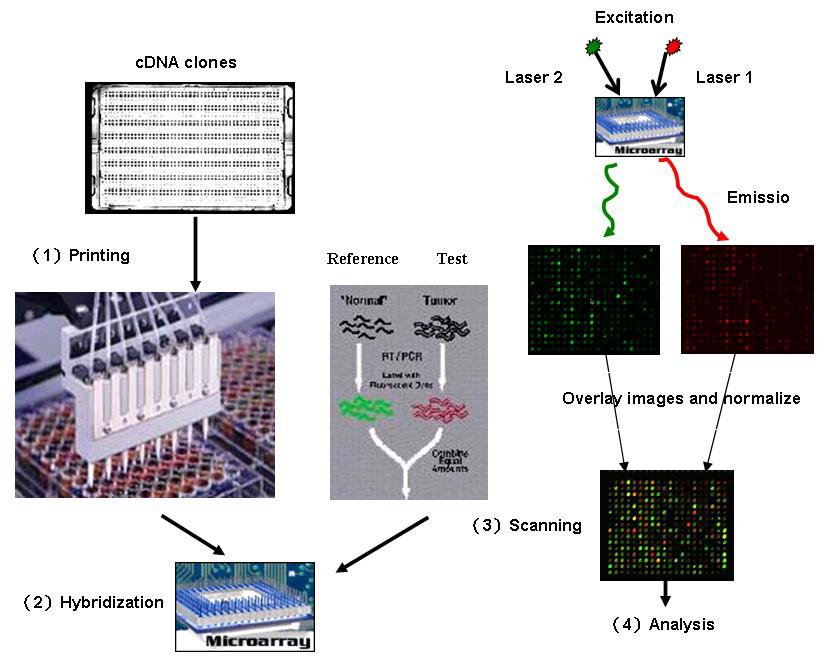 cDNA clones
（1）Printing
Reference
Test
"Normal"
Tumor
RT/PCR
Label with
Fluorescent Dyes
Combine
Equal
Amounts
（2）Hybridization
Microarray
Excitation
Laser 2
Laser 1
Microarray
Emissio
Overlay images and normalize
（3）Scanning
（4）Analysis